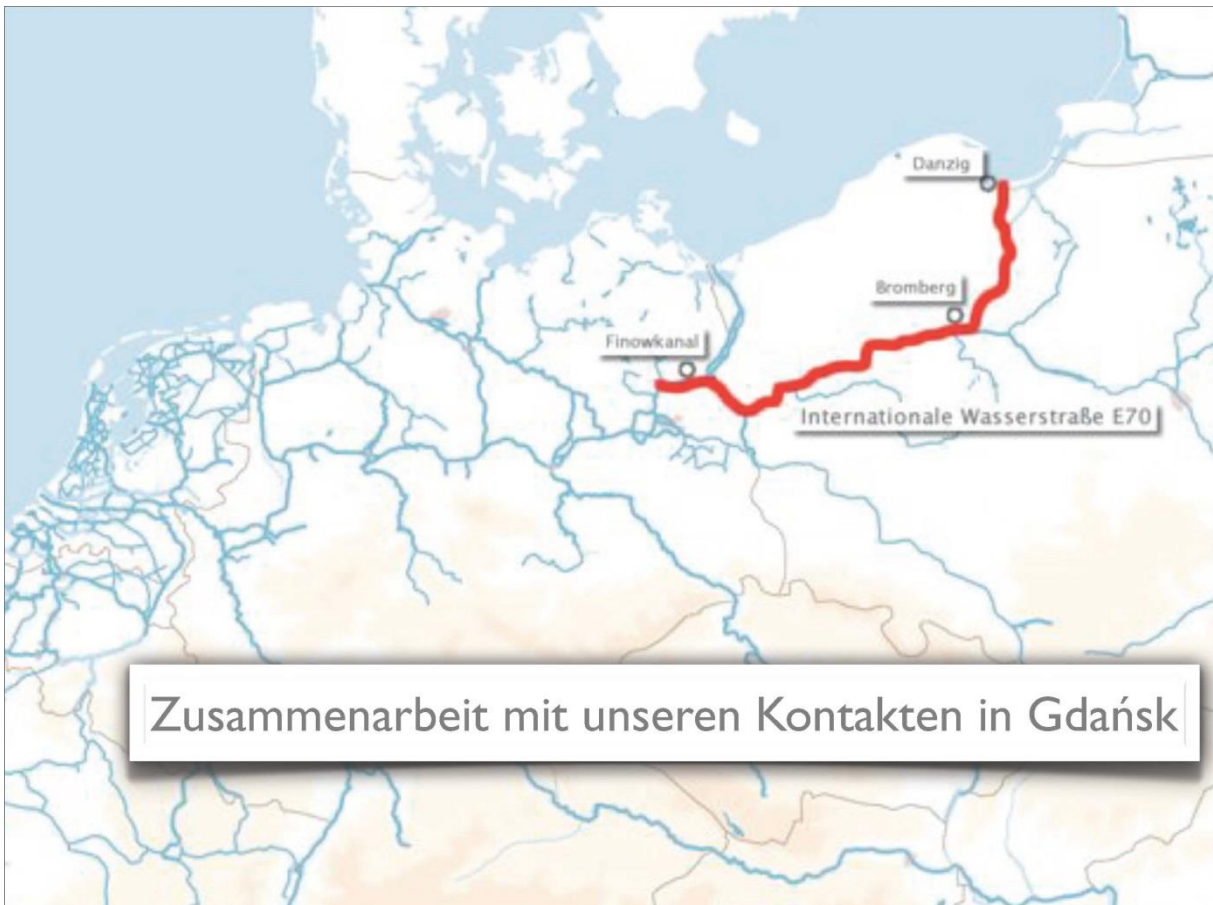 Danzig
Bromberg
Finowkanal
Internationale Wasserstraße E70
Zusammenarbeit mit unseren Kontakten in Gdańsk